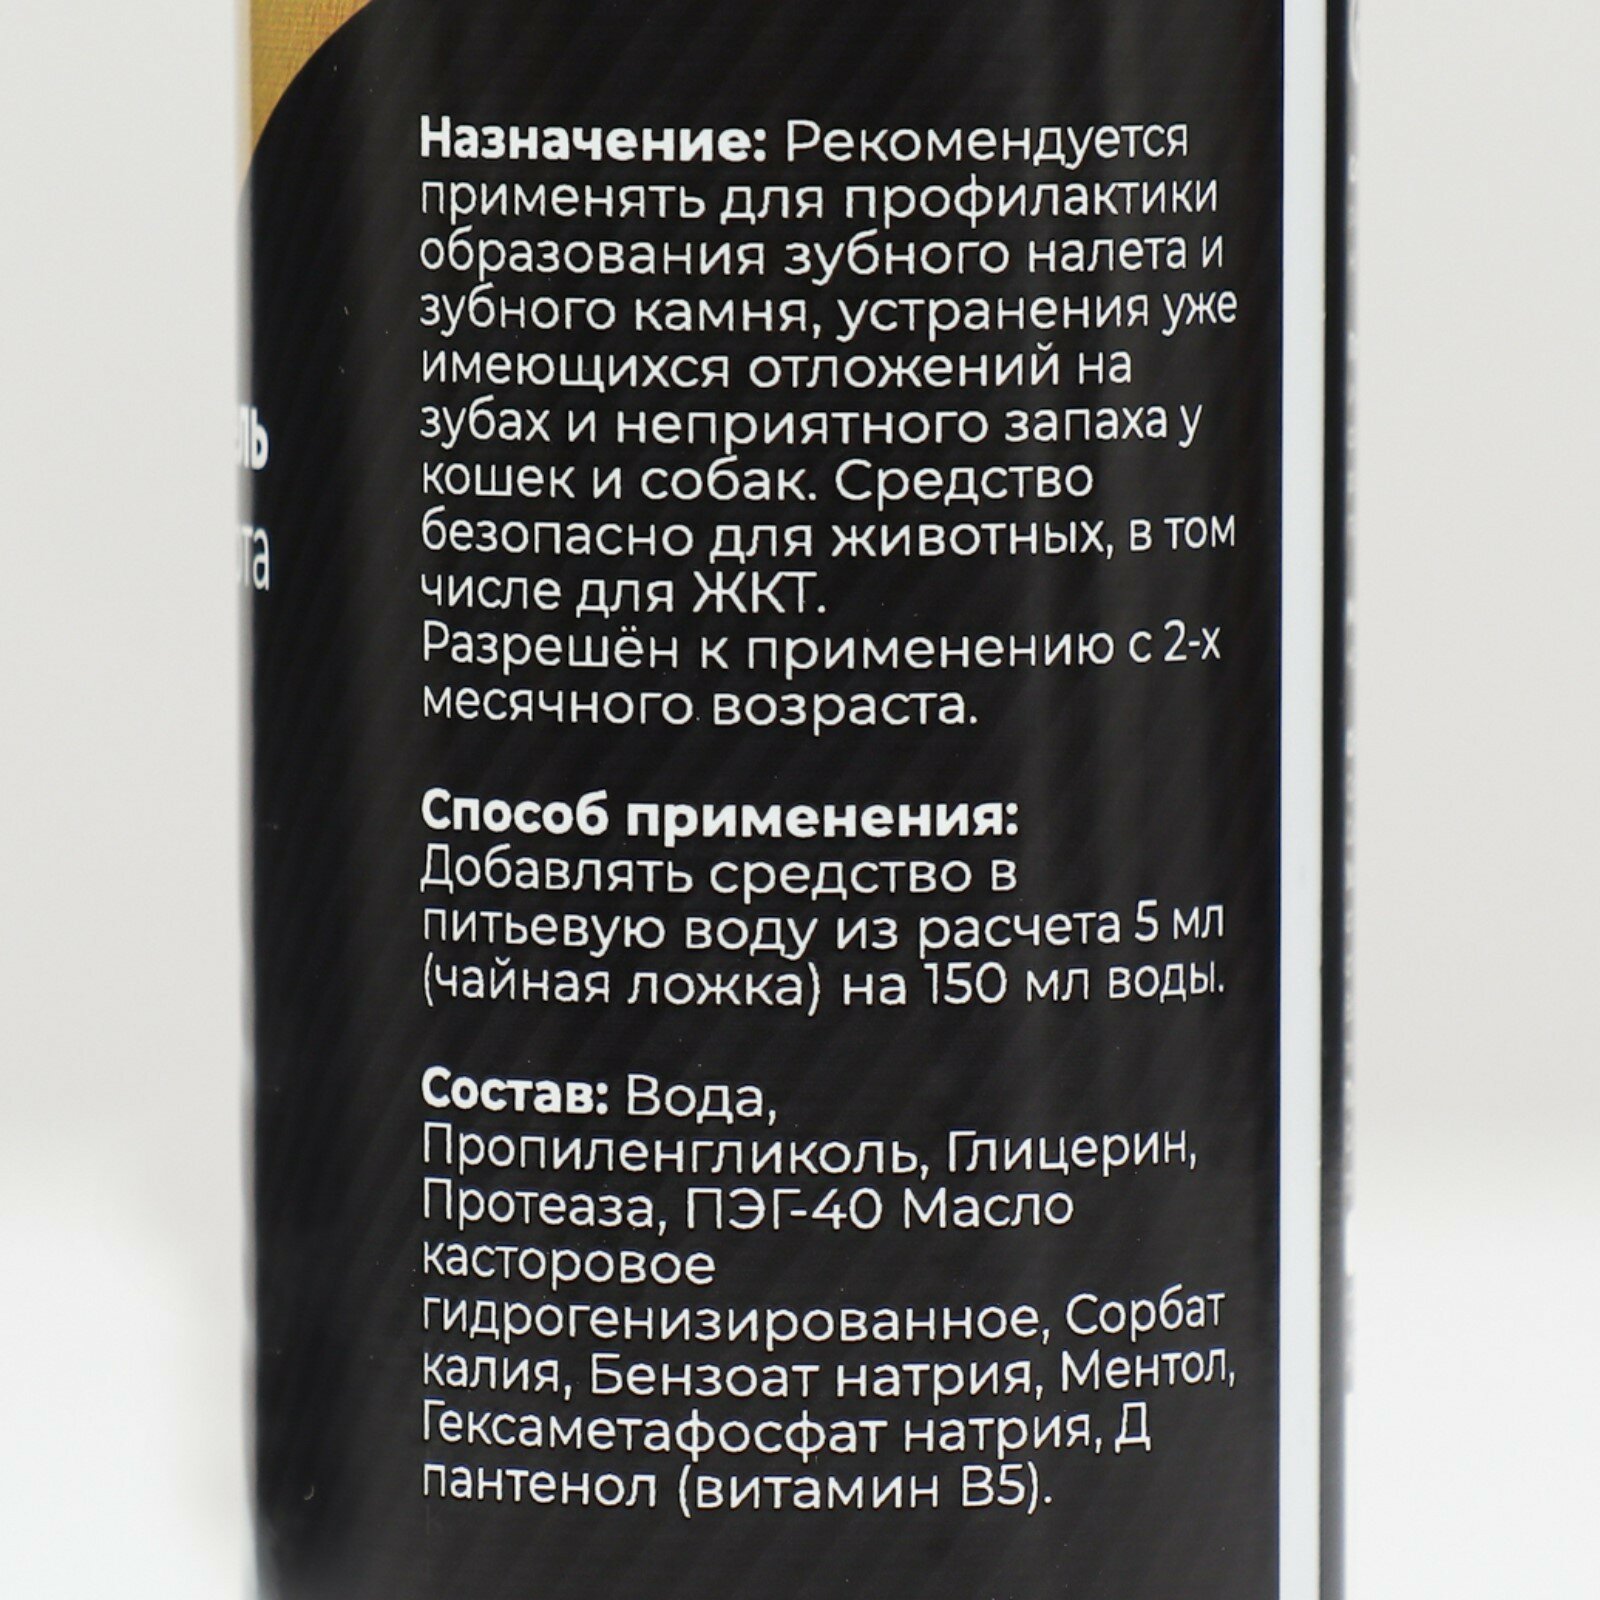 Назначение: Рекомендуется
применять для профилактики
образования зубного налета и
зубного камня, устранения уже
имеющихся отложений на
зубах и неприятного запаха у
кошек и собак. Средство
безопасно для животных, в том
числе для ЖКТ.
Разрешён к применению с 2-х
месячного возраста.
Способ применения:
Добавлять средство в
питьевую воду из расчета 5 мл
(чайная ложка) на 150 мл воды.
Состав: Вода,
Пропиленгликоль, Глицерин,
Протеаза, ПЭГ-40 Масло
касторовое
гидрогенизированное, Сорбат
калия, Бензоат натрия, Ментол,
Гексаметафосфат натрия, Д
пантенол (витамин В5).